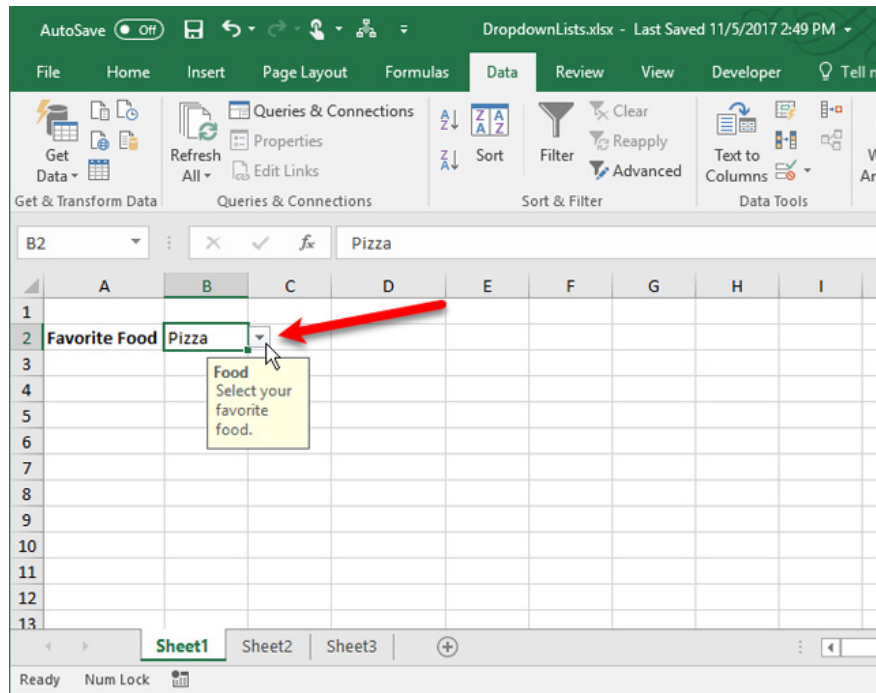 AutoSave Off DropdownLists.xlsx - Last Saved 11/5/2017 2:49 PM
File Home Insert Page Layout Formulas Data Review View Developer Tell
Get Data
Refresh All
Queries & Connections
Properties
Edit Links
Sort
Filter
Clear
Reapply
Advanced
Text to Columns
Get & Transform Data Queries & Connections Sort & Filter Data Tools
B2 fx Pizza
A B C D E F G H I
1
2 Favorite Food Pizza
3
4
5
6
7
8
9
10
11
12
13
Food
Select your
favorite
food.
Sheet1 Sheet2 Sheet3
Ready Num Lock